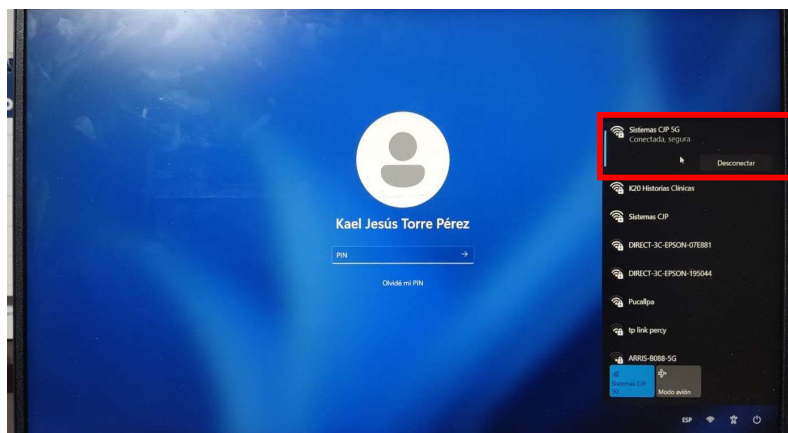 Kael Jesús Torre Pérez
PIN
Olvidé mi PIN
Sistemas CJP 5G
Conectada, segura
Desconectar
K20 Historias Clínicas
Sistemas CJP
DIRECT-3C-EPSON-07E881
DIRECT-3C-EPSON-195044
Pucallpa
tp link percy
ARRIS-B088-5G
Sistemas CJP
5G
Modo avión
ESP